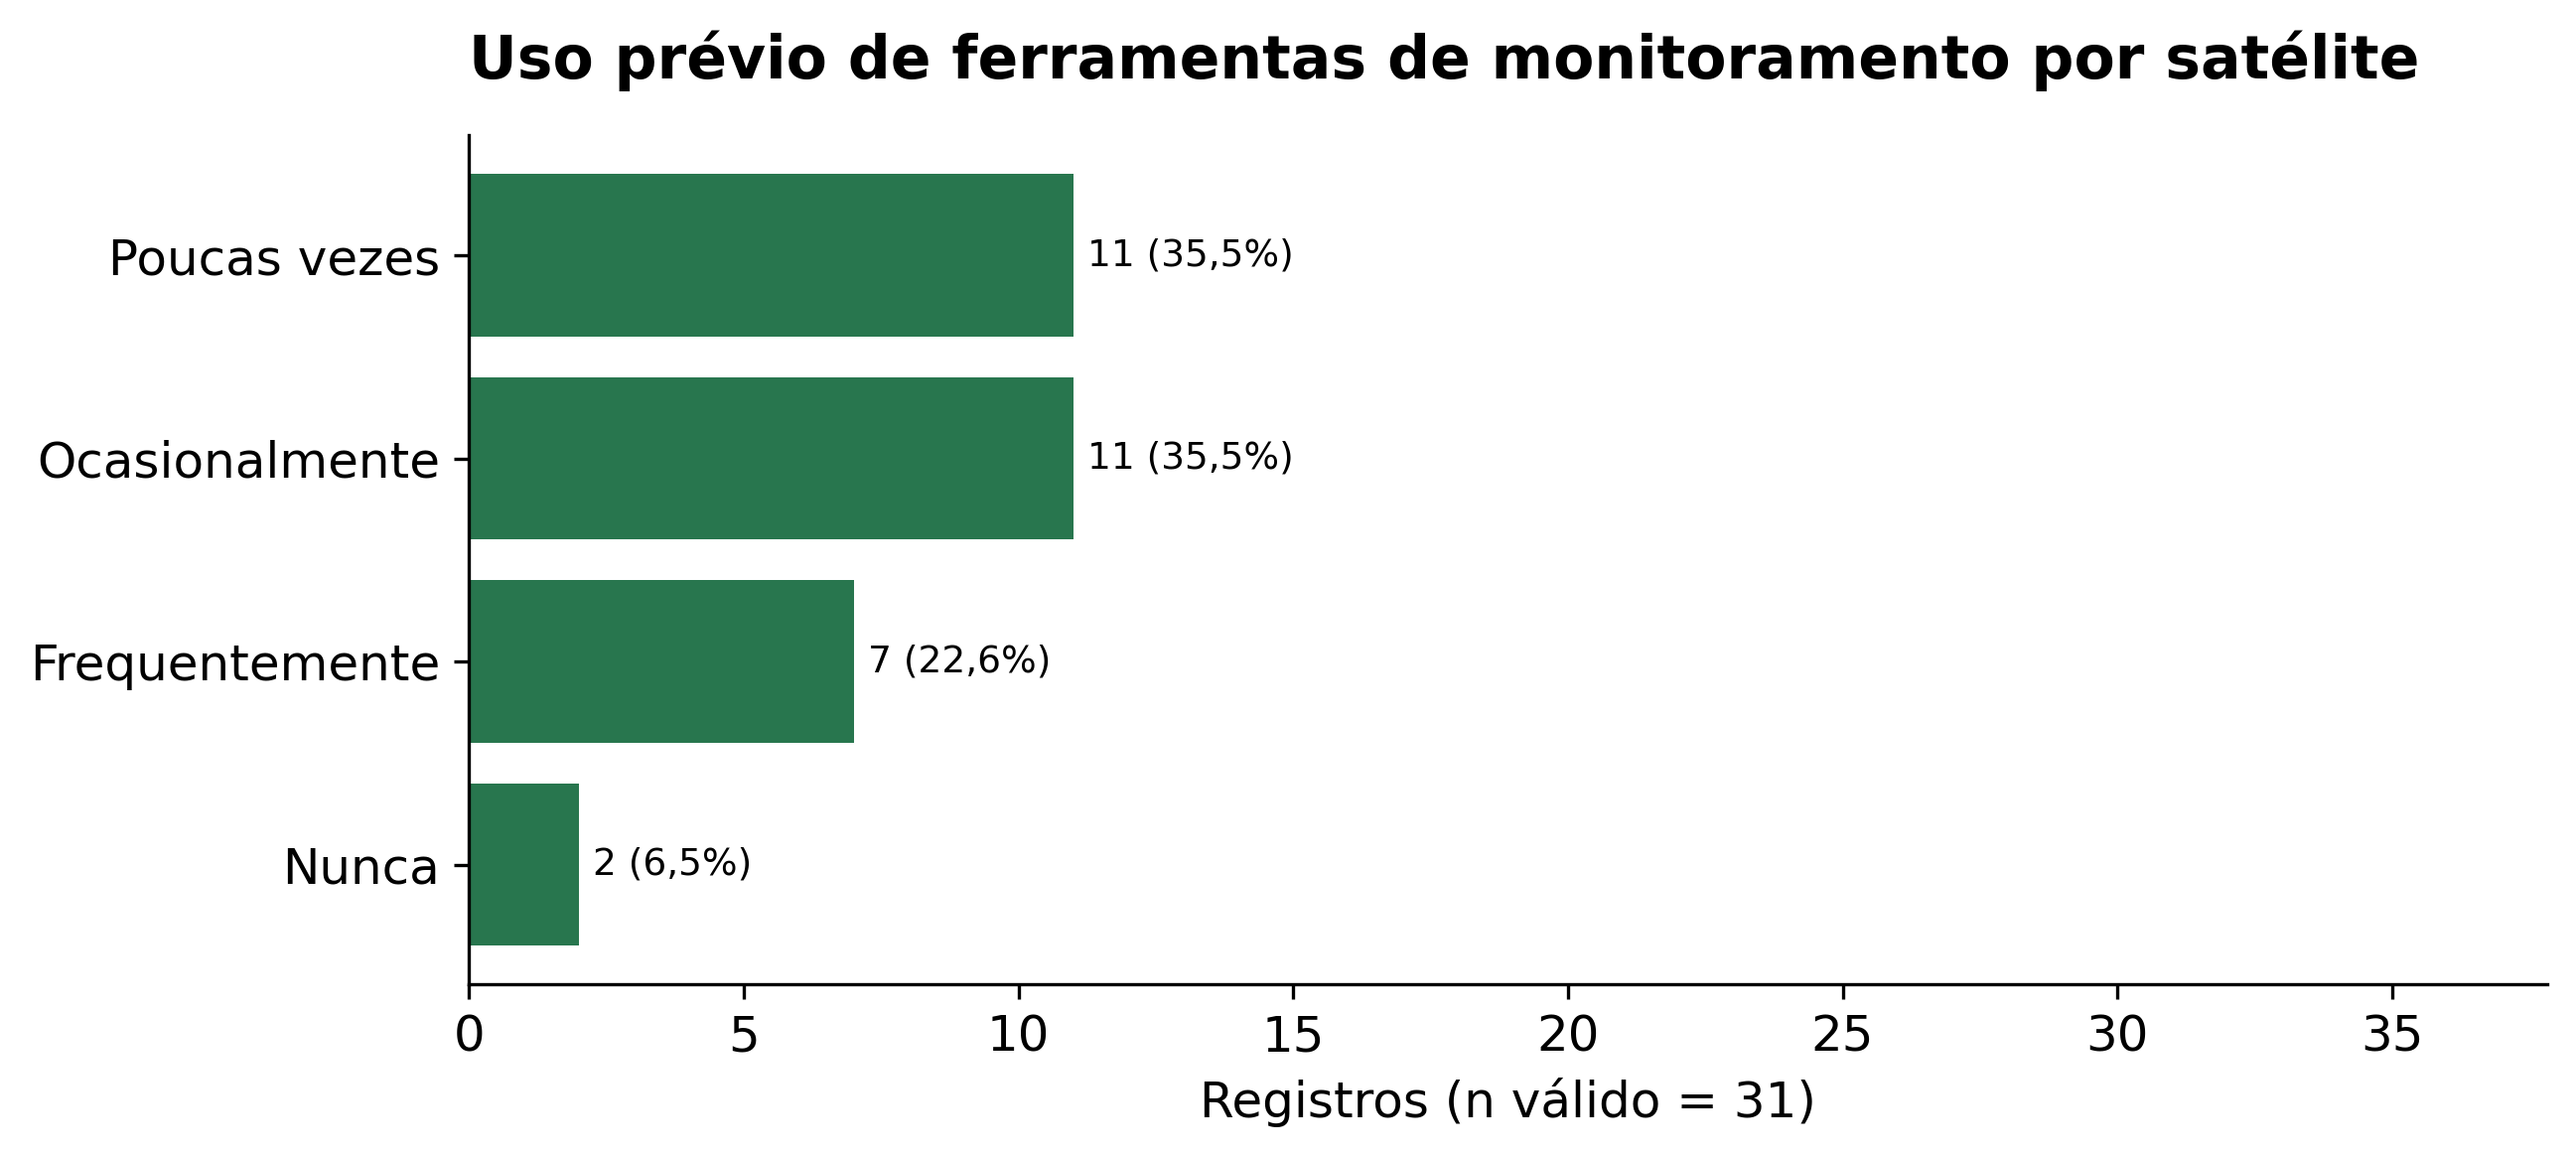 Uso prévio de ferramentas de monitoramento por satélite
Poucas vezes 11 (35,5%)
Ocasionalmente 11 (35,5%)
Frequentemente 7 (22,6%)
Nunca 2 (6,5%)
0 5 10 15 20 25 30 35
Registros (n válido = 31)